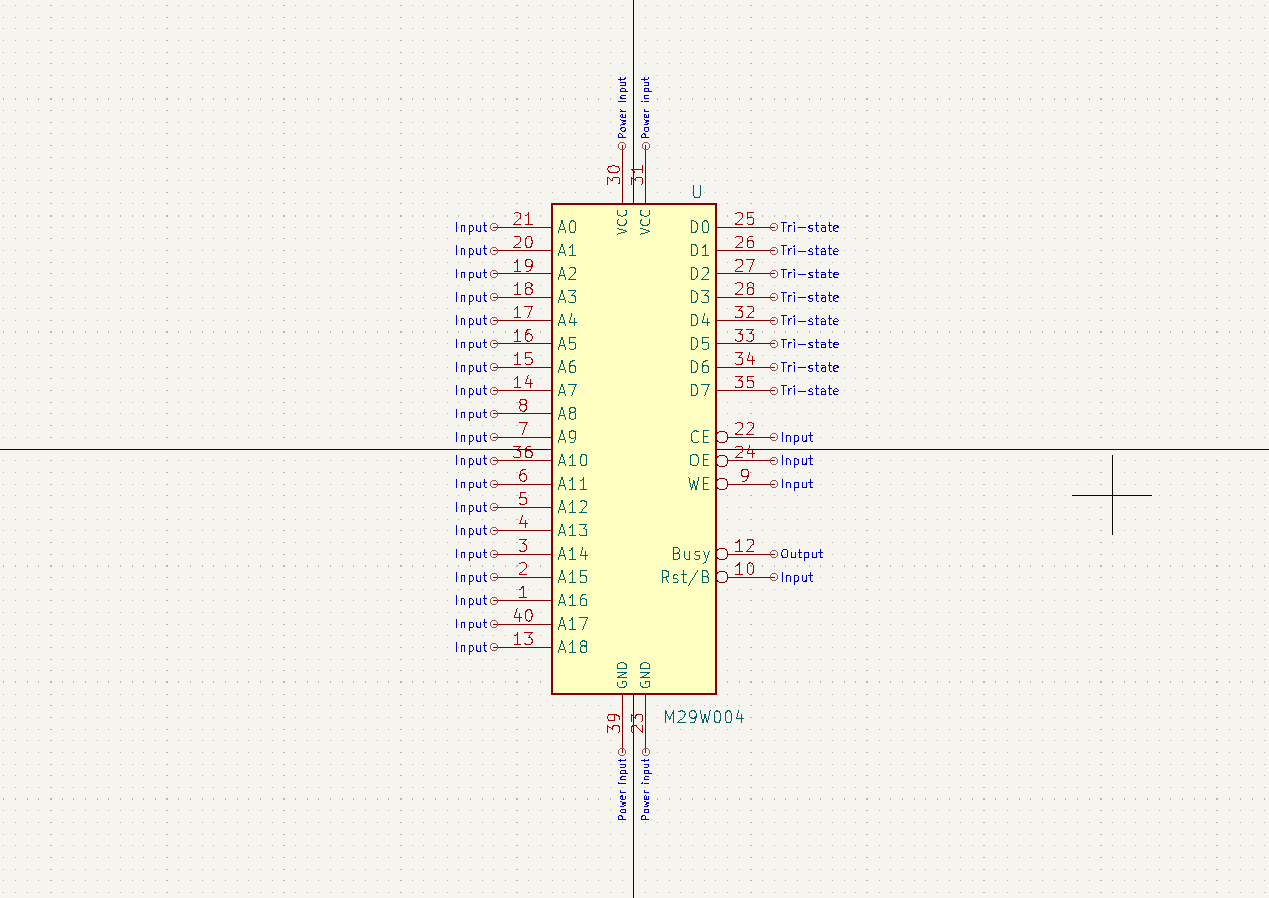 Power input Power input
30 31
U
VCC VCC
Input 21 A0 D0 25 Tri-state
Input 20 A1 D1 26 Tri-state
Input 19 A2 D2 27 Tri-state
Input 18 A3 D3 28 Tri-state
Input 17 A4 D4 32 Tri-state
Input 16 A5 D5 33 Tri-state
Input 15 A6 D6 34 Tri-state
Input 14 A7 D7 35 Tri-state
Input 8 A8
Input 7 A9 CE 22 Input
Input 36 A10 OE 24 Input
Input 6 A11 WE 9 Input
Input 5 A12
Input 4 A13
Input 3 A14 Busy 12 Output
Input 2 A15 Rst/B 10 Input
Input 1 A16
Input 40 A17
Input 13 A18
GND GND
39 23
M29W004
Power input Power input